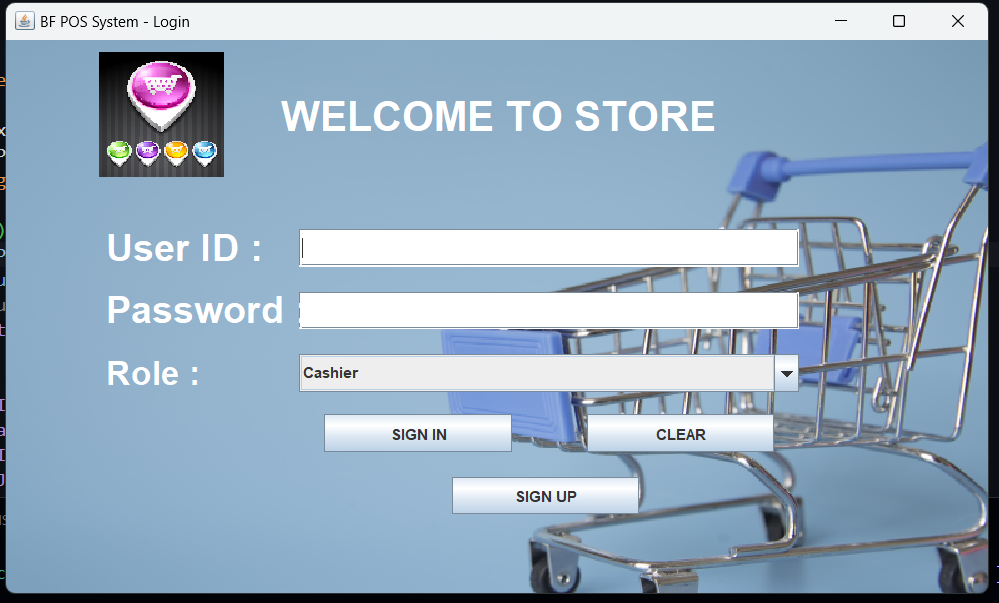 BF POS System - Login
WELCOME TO STORE
User ID :
Password :
Role :
Cashier
SIGN IN
CLEAR
SIGN UP